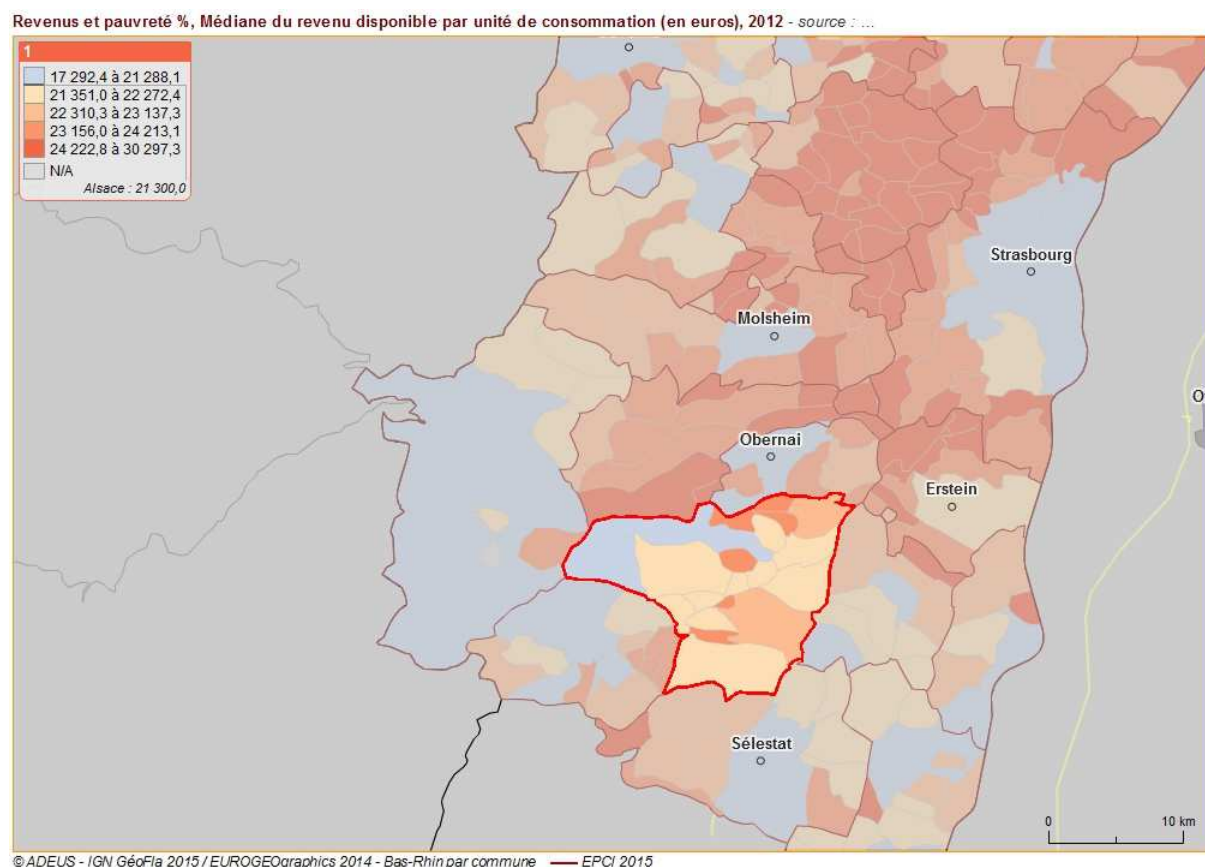 Revenus et pauvreté %, Médiane du revenu disponible par unité de consommation (en euros), 2012 - source : ...
1
17 292,4 à 21 288,1
21 351,0 à 22 272,4
22 310,3 à 23 137,3
23 156,0 à 24 213,1
24 222,8 à 30 297,3
N/A
Alsace : 21 300,0
Strasbourg
Molsheim
Obernai
Erstein
Sélestat
0 10 km
© ADEUS - IGN GéoFla 2015 / EUROGEOgraphics 2014 - Bas-Rhin par commune — EPCI 2015